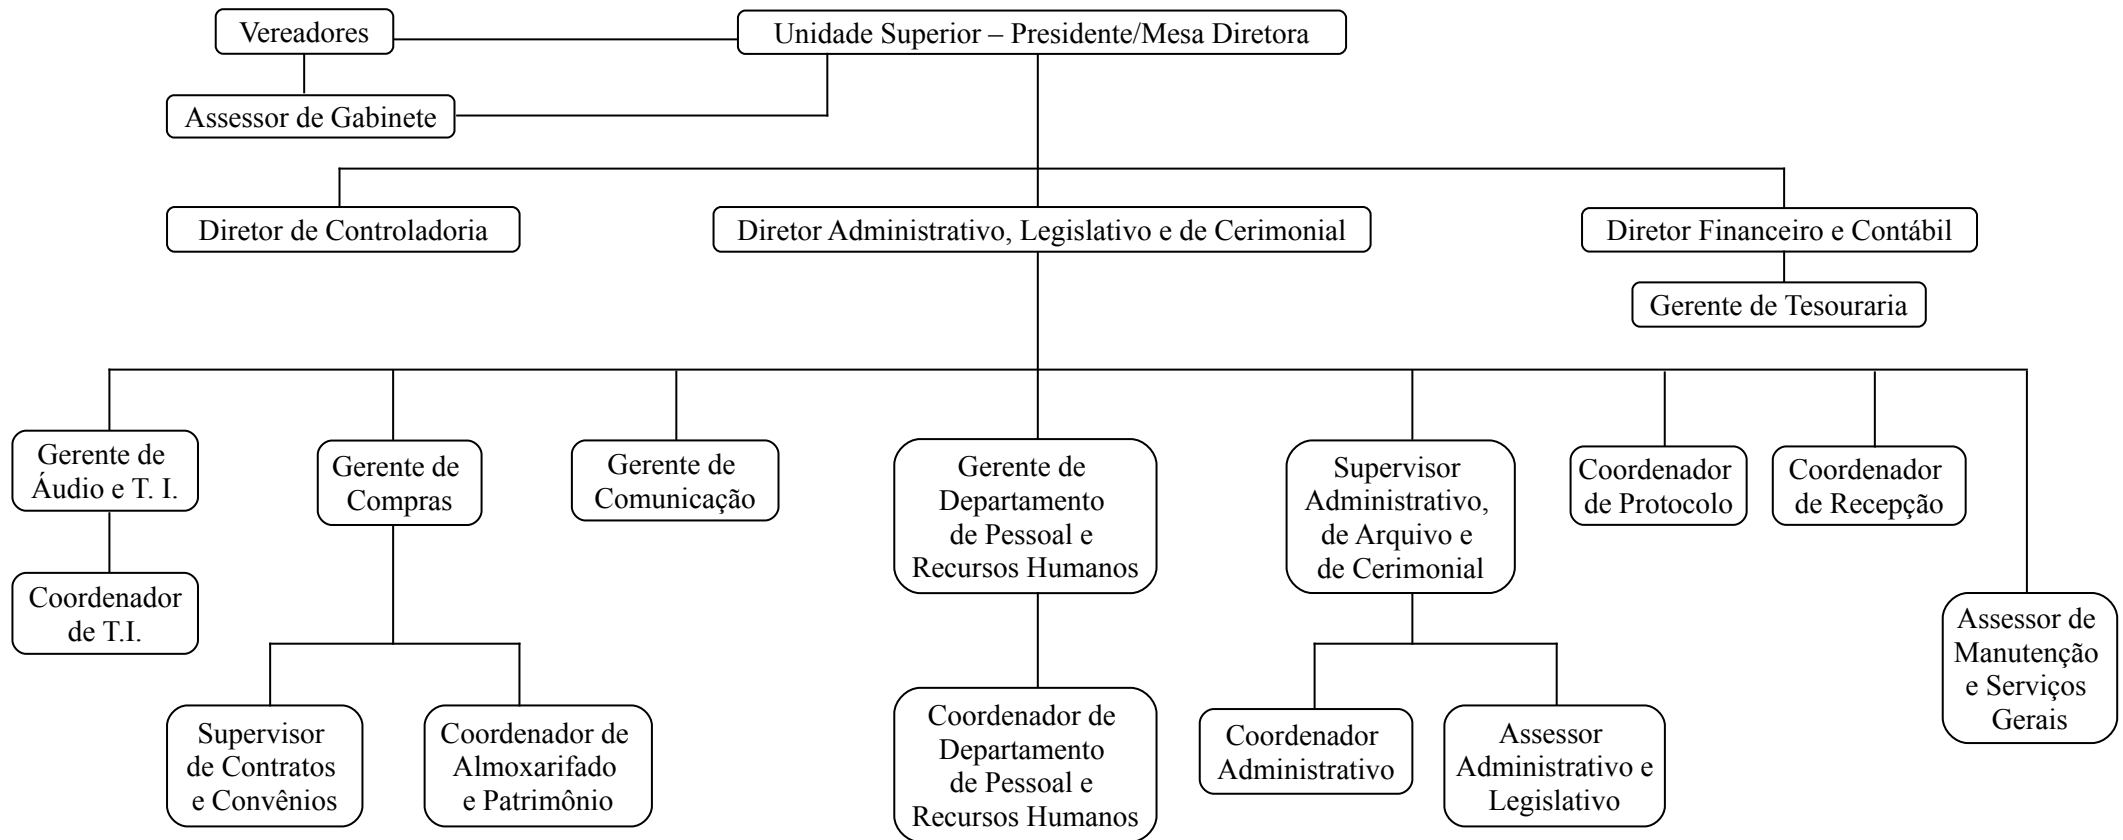 Vereadores
Unidade Superior – Presidente/Mesa Diretora
Assessor de Gabinete
Diretor de Controladoria
Diretor Administrativo, Legislativo e de Cerimonial
Diretor Financeiro e Contábil
Gerente de Tesouraria
Gerente de
Áudio e T. I.
Gerente de
Compras
Gerente de
Comunicação
Gerente de
Departamento
de Pessoal e
Recursos Humanos
Supervisor
Administrativo,
de Arquivo e
de Cerimonial
Coordenador
de Protocolo
Coordenador
de Recepção
Coordenador
de T.I.
Assessor de
Manutenção
e Serviços
Gerais
Supervisor
de Contratos
e Convênios
Coordenador de
Almoxarifado
e Patrimônio
Coordenador de
Departamento
de Pessoal e
Recursos Humanos
Coordenador
Administrativo
Assessor
Administrativo e
Legislativo